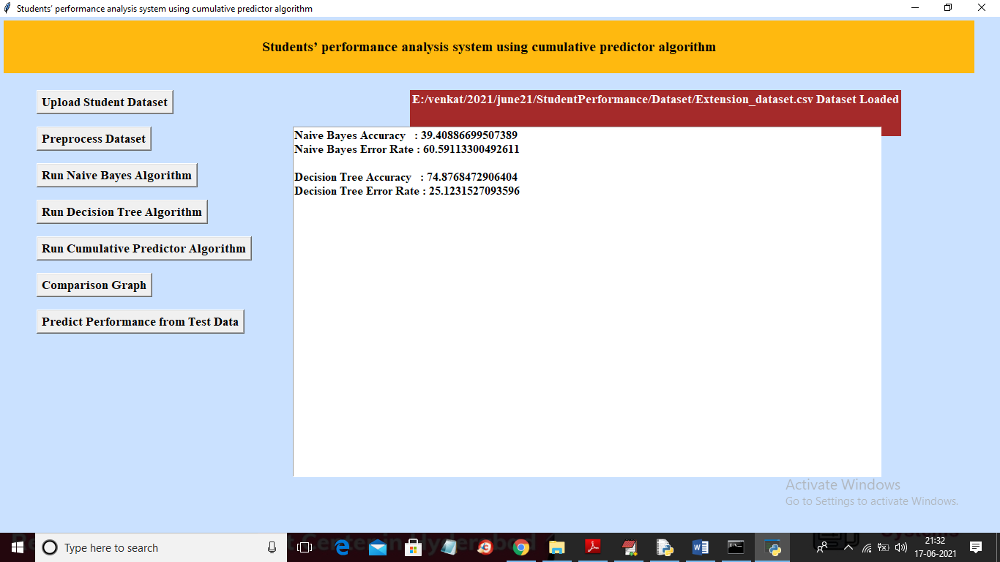 Students’ performance analysis system using cumulative predictor algorithm
Students’ performance analysis system using cumulative predictor algorithm
Upload Student Dataset
E:/venkat/2021/june21/StudentPerformance/Dataset/Extension_dataset.csv Dataset Loaded
Preprocess Dataset
Naive Bayes Accuracy : 39.40886699507389
Naive Bayes Error Rate : 60.59113300492611
Run Naive Bayes Algorithm
Decision Tree Accuracy : 74.8768472906404
Decision Tree Error Rate : 25.1231527093596
Run Decision Tree Algorithm
Run Cumulative Predictor Algorithm
Comparison Graph
Predict Performance from Test Data
Activate Windows
Go to Settings to activate Windows.
Type here to search
Center in Hyderabad
Systems
21:32
17-06-2021